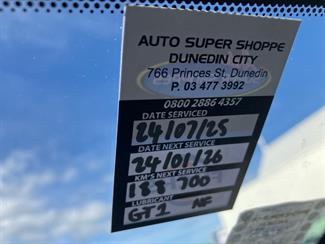 AUTO SUPER SHOPPE
DUNEDIN CITY
766 Princes St, Dunedin
P. 03 477 3992
0800 2886 4357
DATE SERVICED
24/07/25
DATE NEXT SERVICE
24/01/26
KM'S NEXT SERVICE
188 700
LUBRICANT
GT2 NF